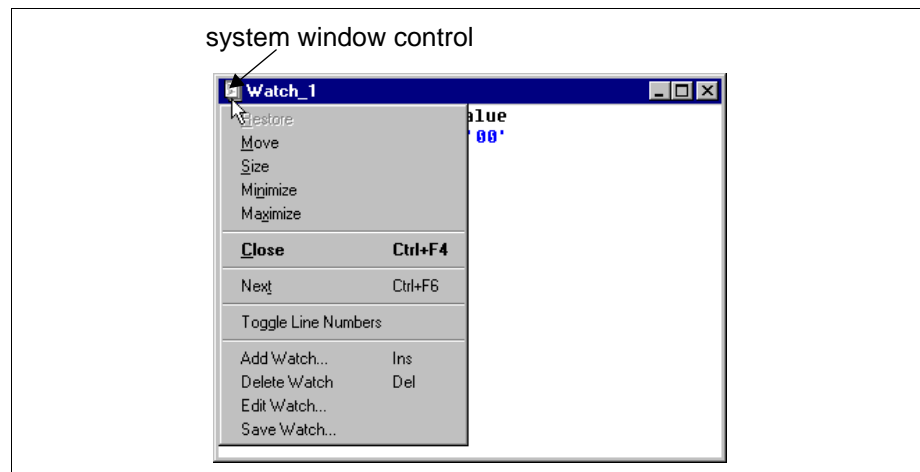 system window control
Watch_1
Restore
alue
Move
'00'
Size
Minimize
Maximize
Close Ctrl+F4
Next Ctrl+F6
Toggle Line Numbers
Add Watch... Ins
Delete Watch Del
Edit Watch...
Save Watch...